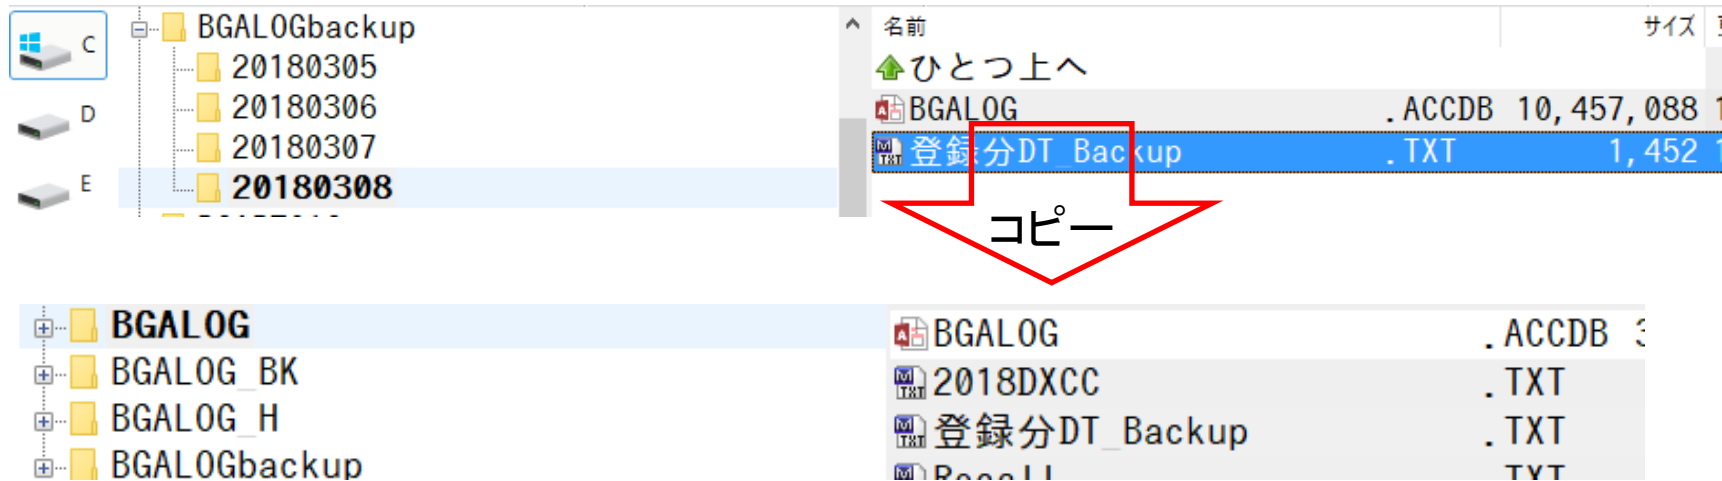 C
D
E
BGALOGbackup
20180305
20180306
20180307
20180308
名前 サイズ
ひとつ上へ
BGALOG .ACCDB 10,457,088
登録分DT_Backup .TXT 1,452
コピー
BGALOG
BGALOG_BK
BGALOG_H
BGALOGbackup
BGALOG .ACCDB
2018DXCC .TXT
登録分DT_Backup .TXT
Recall .TXT